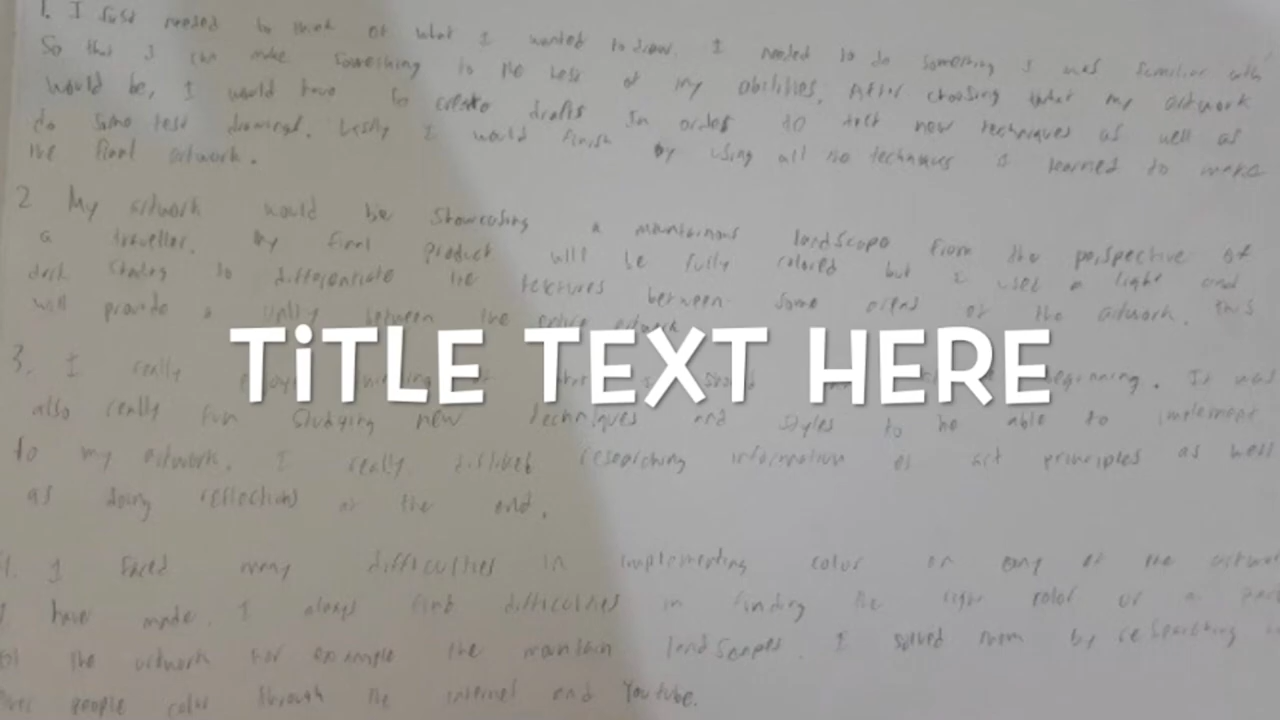 1. I first needed to think of what I wanted to draw. I needed to do something I was familiar with
So that I can make something to the best of my abilities. After choosing what my artwork
would be, I would have to create drafts In order to test new techniques as well as
do some test drawings. Lastly I would finish by using all the techniques I learned to make
the final artwork.
2 My artwork would be Showcasing a mountainous landscape from the perspective of
a traveller. My final product will be fully colored but I used a light and
dark shading to differentiate the textures between some areas of the artwork. This
will provide a unity between the entire artwork
TiTLE TEXT HERE
3. I really should beginning. It was
also really fun Studying new techniques and styles to be able to implement
to my artwork. I really disliked researching information of art principles as well
as doing reflections at the end.
4. I faced many difficulties in implementing color on any of the artwork
I have made. I always find difficulties in finding the right color of a
of the artwork for example the mountain landscapes. I solved them by researching
over people color through the internet and Youtube.